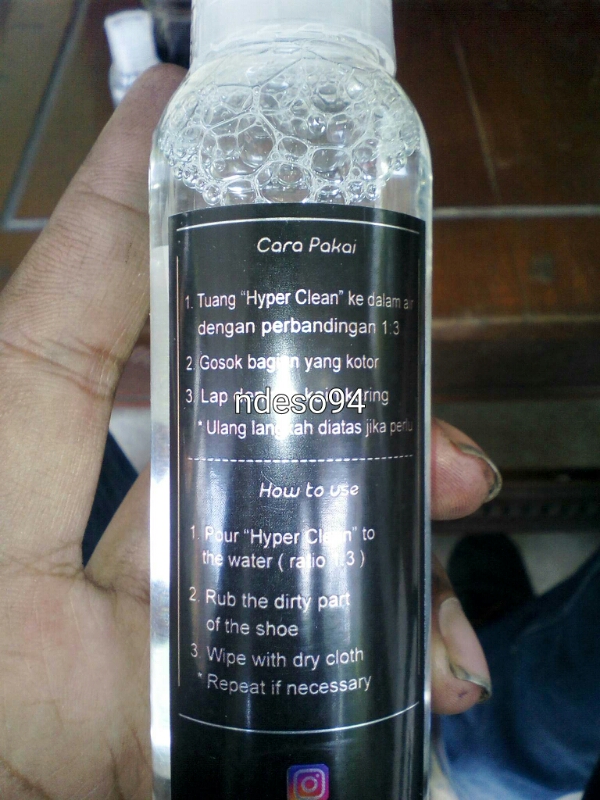 Cara Pakai
1. Tuang "Hyper Clean" ke dalam air
dengan perbandingan 1:3
2. Gosok bagian yang kotor
3 Lap kering
ndeso94
* Ulang langkah diatas jika perlu
How to use
1. Pour "Hyper Clean" to
the water ( ratio 1:3 )
2. Rub the dirty part
of the shoe
3. Wipe with dry cloth
* Repeat if necessary